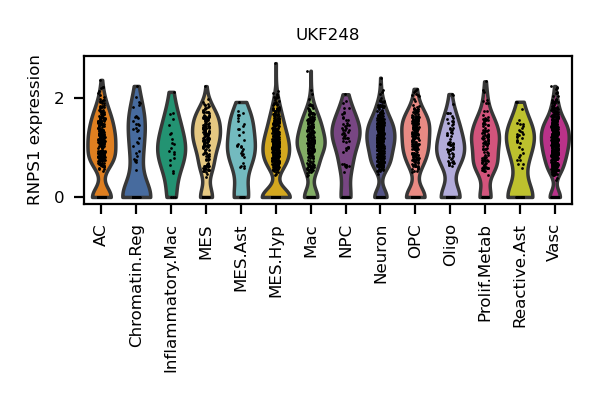 UKF248
RNPS1 expression
2
0
AC
Chromatin.Reg
Inflammatory.Mac
MES
MES.Ast
MES.Hyp
Mac
NPC
Neuron
OPC
Oligo
Prolif.Metab
Reactive.Ast
Vasc